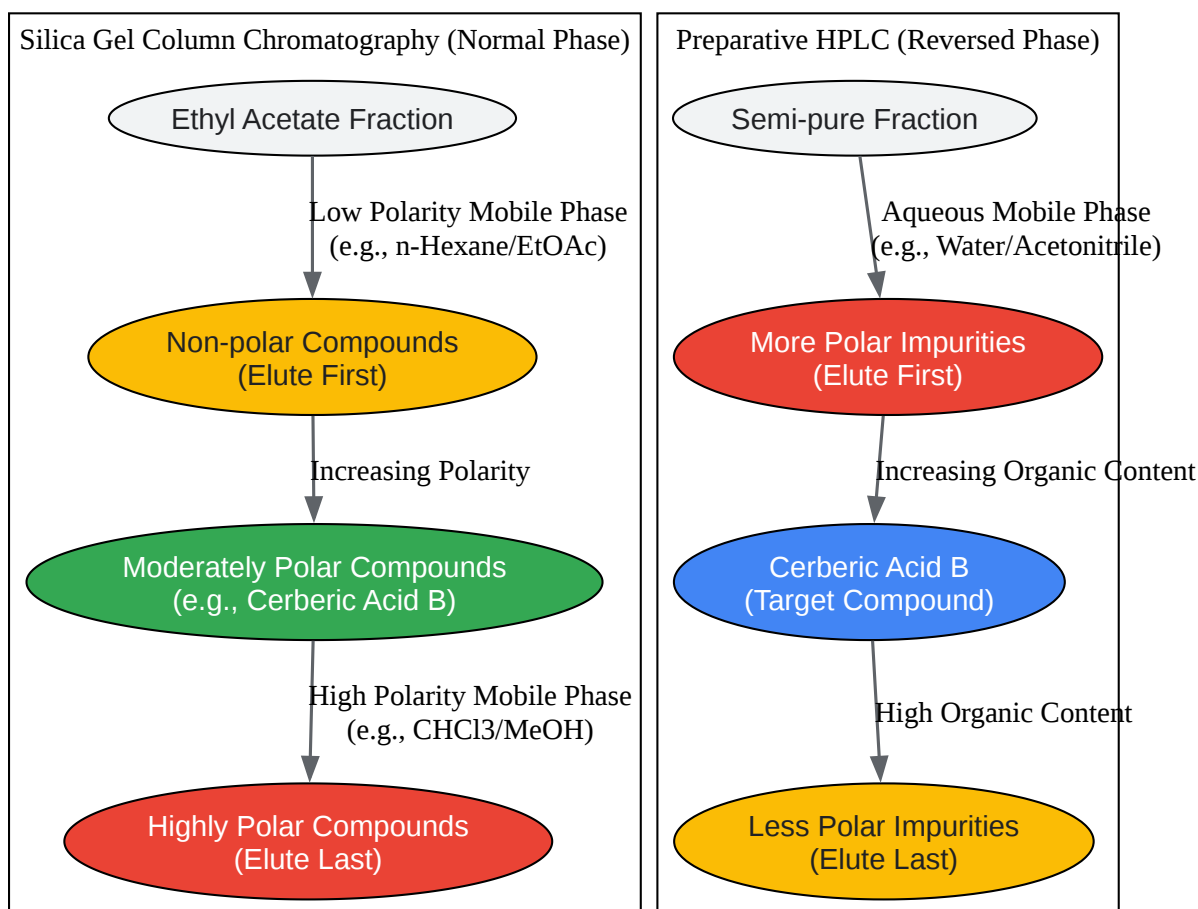 Silica Gel Column Chromatography (Normal Phase)
Ethyl Acetate Fraction
Low Polarity Mobile Phase
(e.g., n-Hexane/EtOAc)
Non-polar Compounds
(Elute First)
Increasing Polarity
Moderately Polar Compounds
(e.g., Cerberic Acid B)
High Polarity Mobile Phase
(e.g., CHCl3/MeOH)
Highly Polar Compounds
(Elute Last)
Preparative HPLC (Reversed Phase)
Semi-pure Fraction
Aqueous Mobile Phase
(e.g., Water/Acetonitrile)
More Polar Impurities
(Elute First)
Increasing Organic Content
Cerberic Acid B
(Target Compound)
High Organic Content
Less Polar Impurities
(Elute Last)